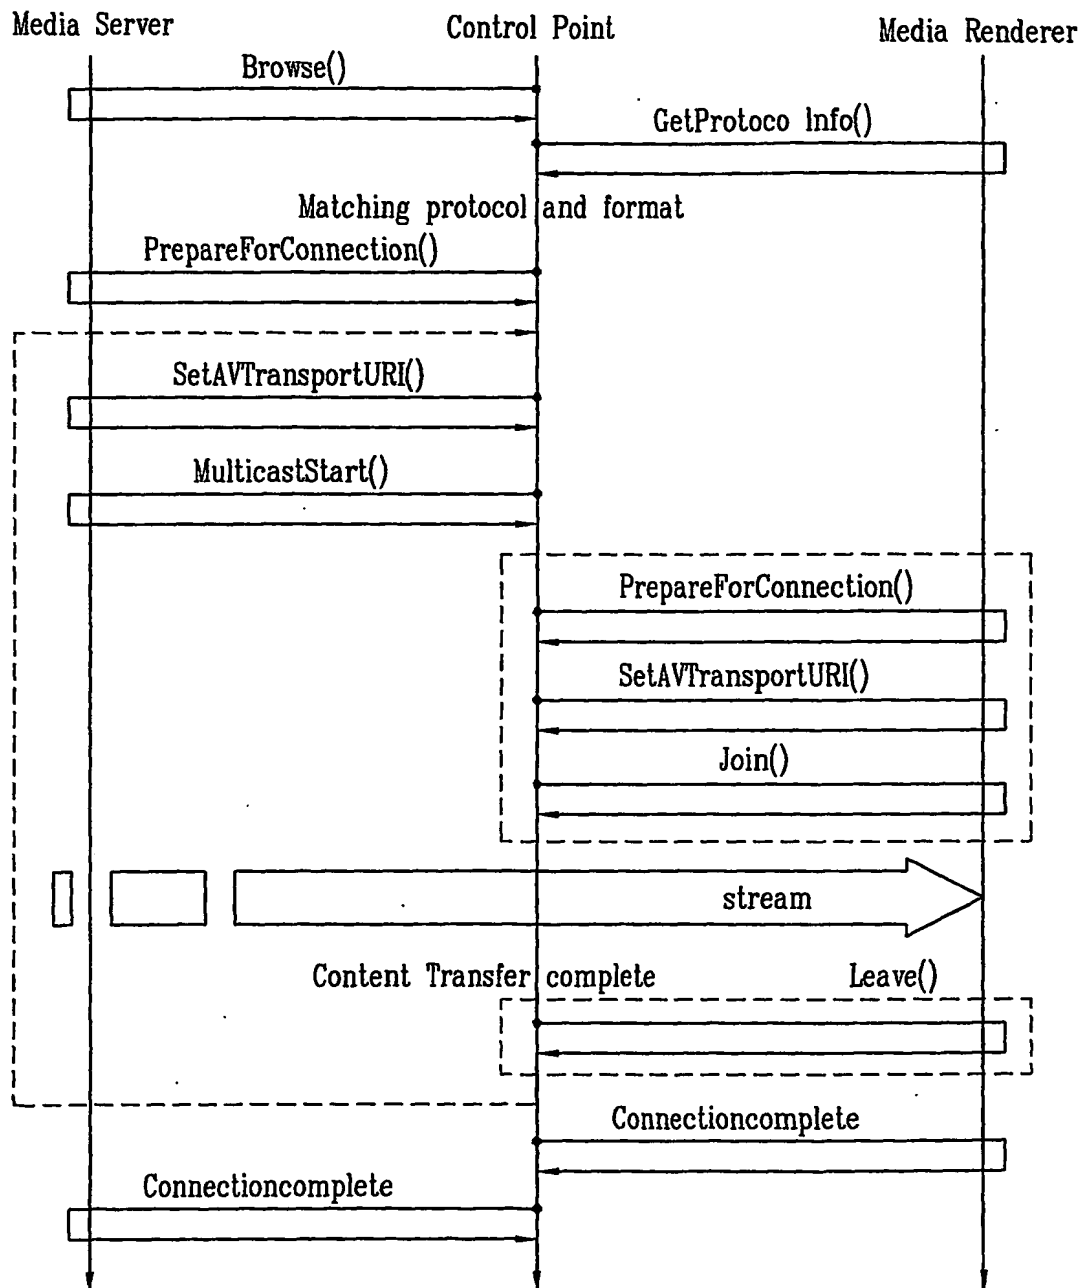 Media Server
Control Point
Media Renderer
Browse()
GetProtoco lnfo()
Matching protocol and format
PrepareForConnection()
SetAVTransportURI()
MulticastStart()
PrepareForConnection()
SetAVTransportURI()
Join()
stream
Content Transfer complete
Leave()
Connectioncomplete
Connectioncomplete